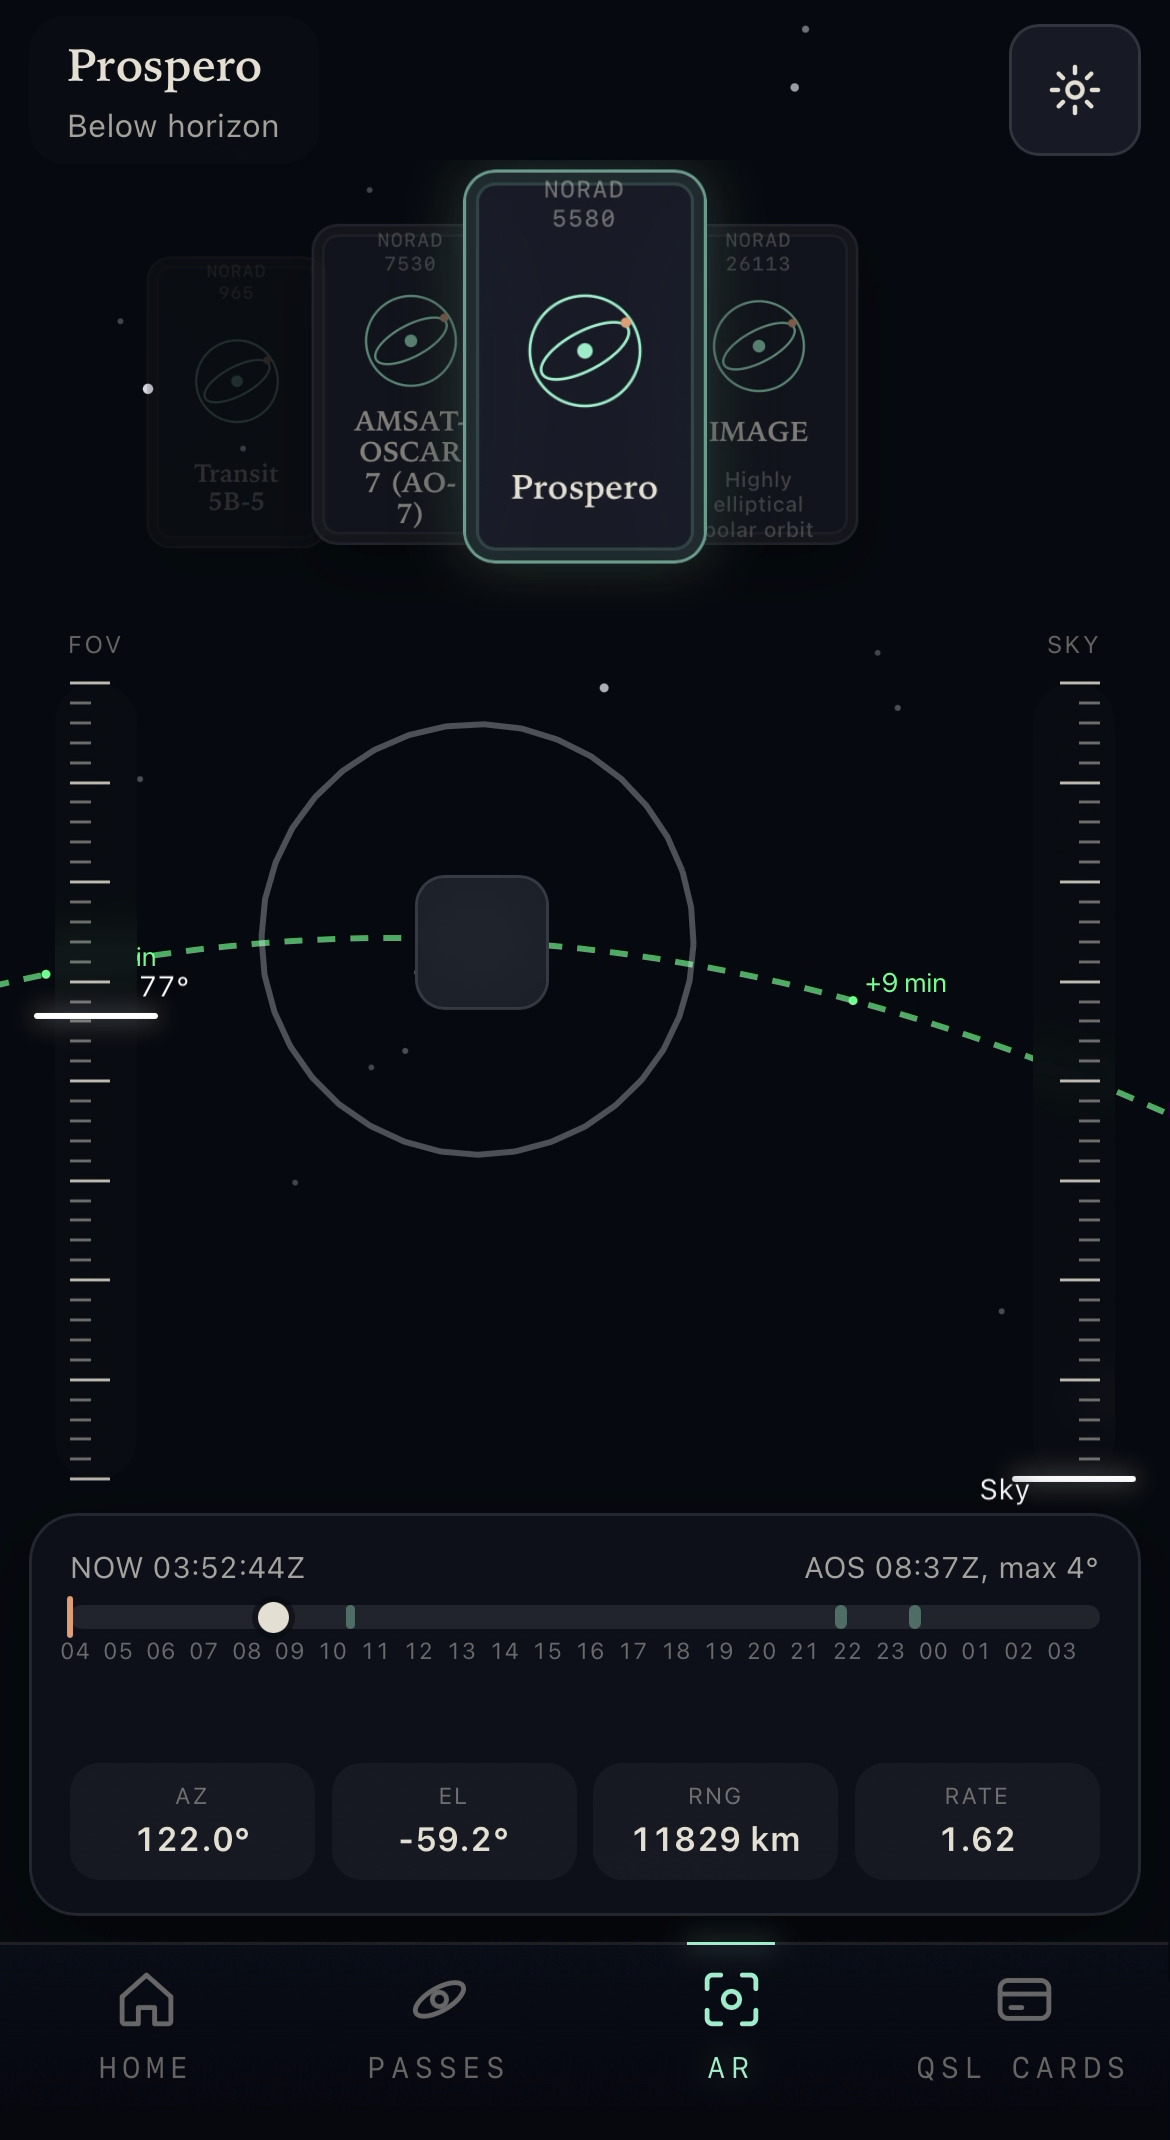 Prospero
Below horizon
NORAD
965
Transit
5B-5
NORAD
7530
AMSAT-
OSCAR
7 (AO-
7)
NORAD
5580
Prospero
NORAD
26113
IMAGE
Highly
elliptical
polar orbit
FOV
SKY
in
77°
+9 min
Sky
NOW 03:52:44Z
AOS 08:37Z, max 4°
04 05 06 07 08 09 10 11 12 13 14 15 16 17 18 19 20 21 22 23 00 01 02 03
AZ
122.0°
EL
-59.2°
RNG
11829 km
RATE
1.62
HOME
PASSES
AR
QSL CARDS